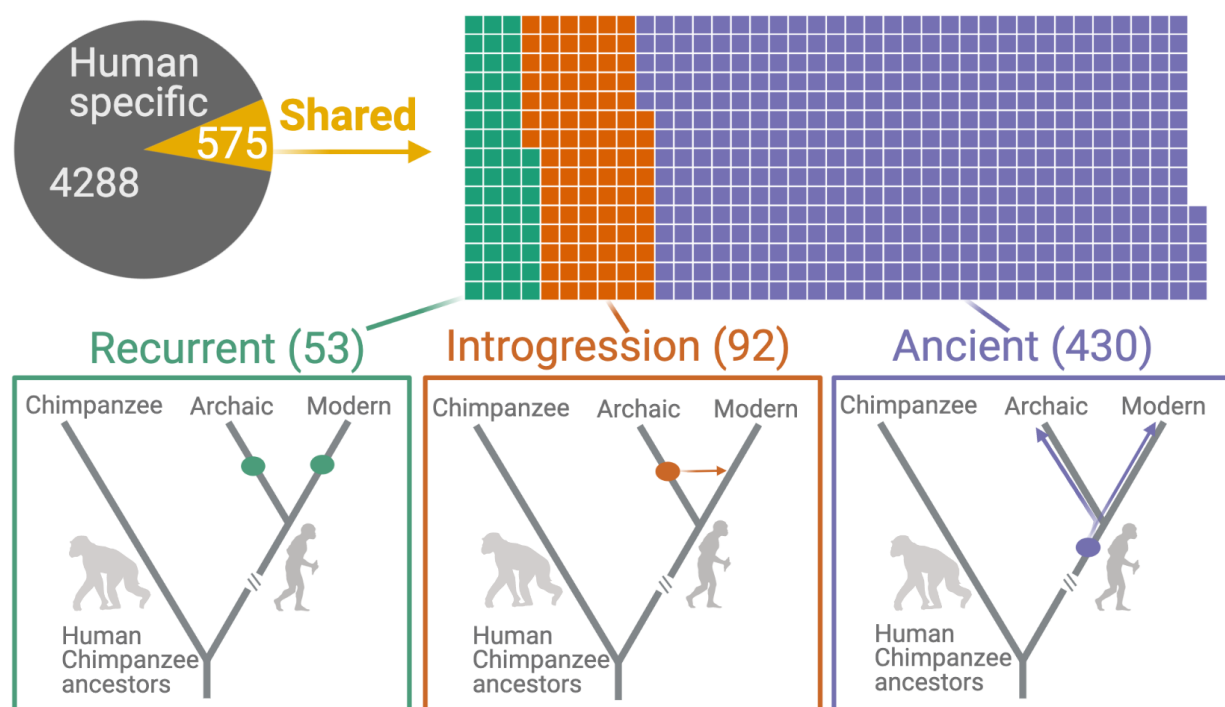 Human
specific
575
4288
Shared
Recurrent (53)
Introgression (92)
Ancient (430)
Chimpanzee Archaic Modern
Human
Chimpanzee
ancestors
Chimpanzee Archaic Modern
Human
Chimpanzee
ancestors
Chimpanzee Archaic Modern
Human
Chimpanzee
ancestors